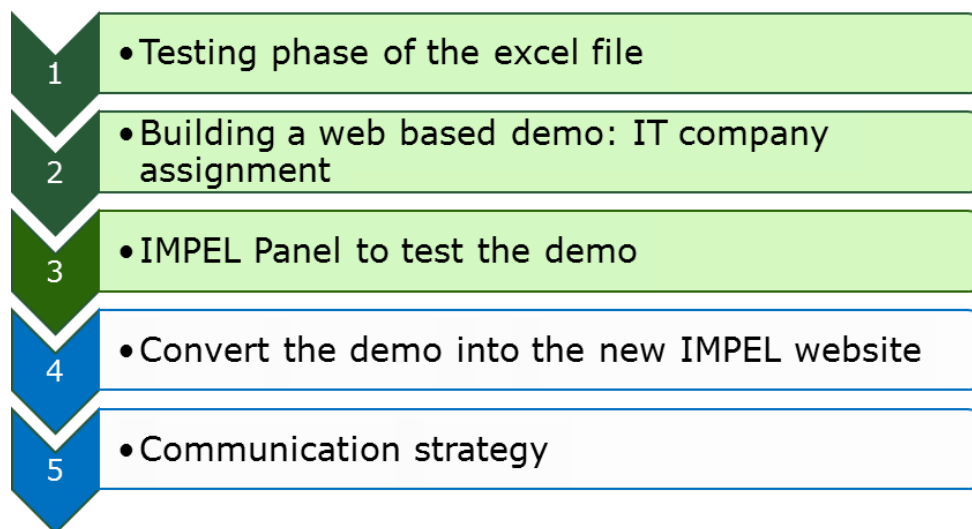 1
•Testing phase of the excel file
2
•Building a web based demo: IT company
assignment
3
•IMPEL Panel to test the demo
4
•Convert the demo into the new IMPEL website
5
•Communication strategy